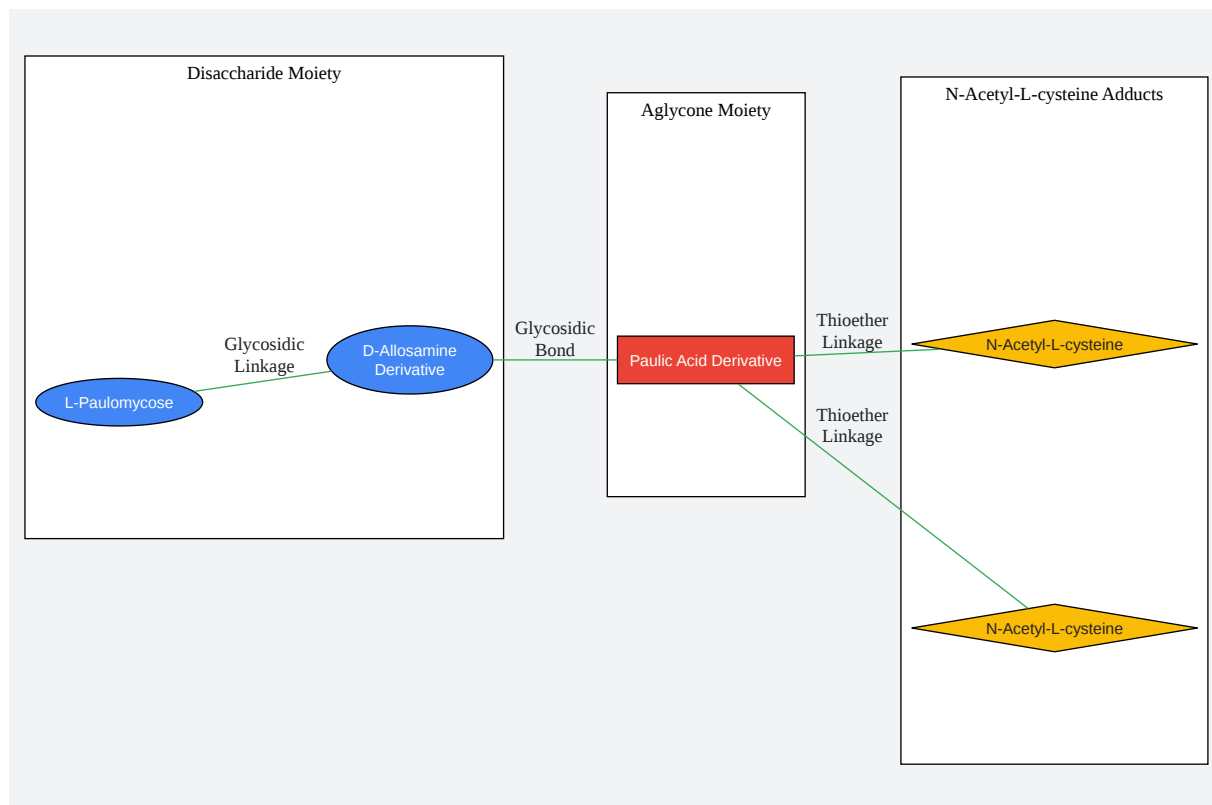 Disaccharide Moiety
Glycosidic
Linkage
L-Paulomycose
D-Allosamine
Derivative
Glycosidic
Bond
Aglycone Moiety
Paulic Acid Derivative
Thioether
Linkage
Thioether
Linkage
N-Acetyl-L-cysteine Adducts
N-Acetyl-L-cysteine
N-Acetyl-L-cysteine